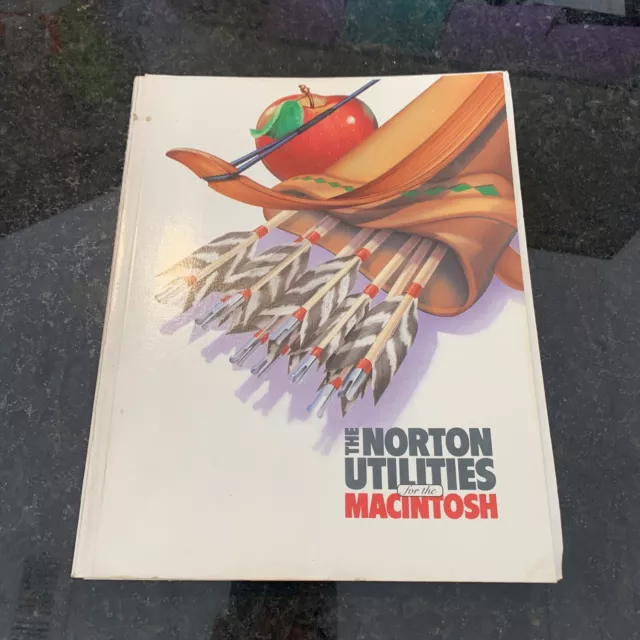 THE NORTON
UTILITIES
for the
MACINTOSH